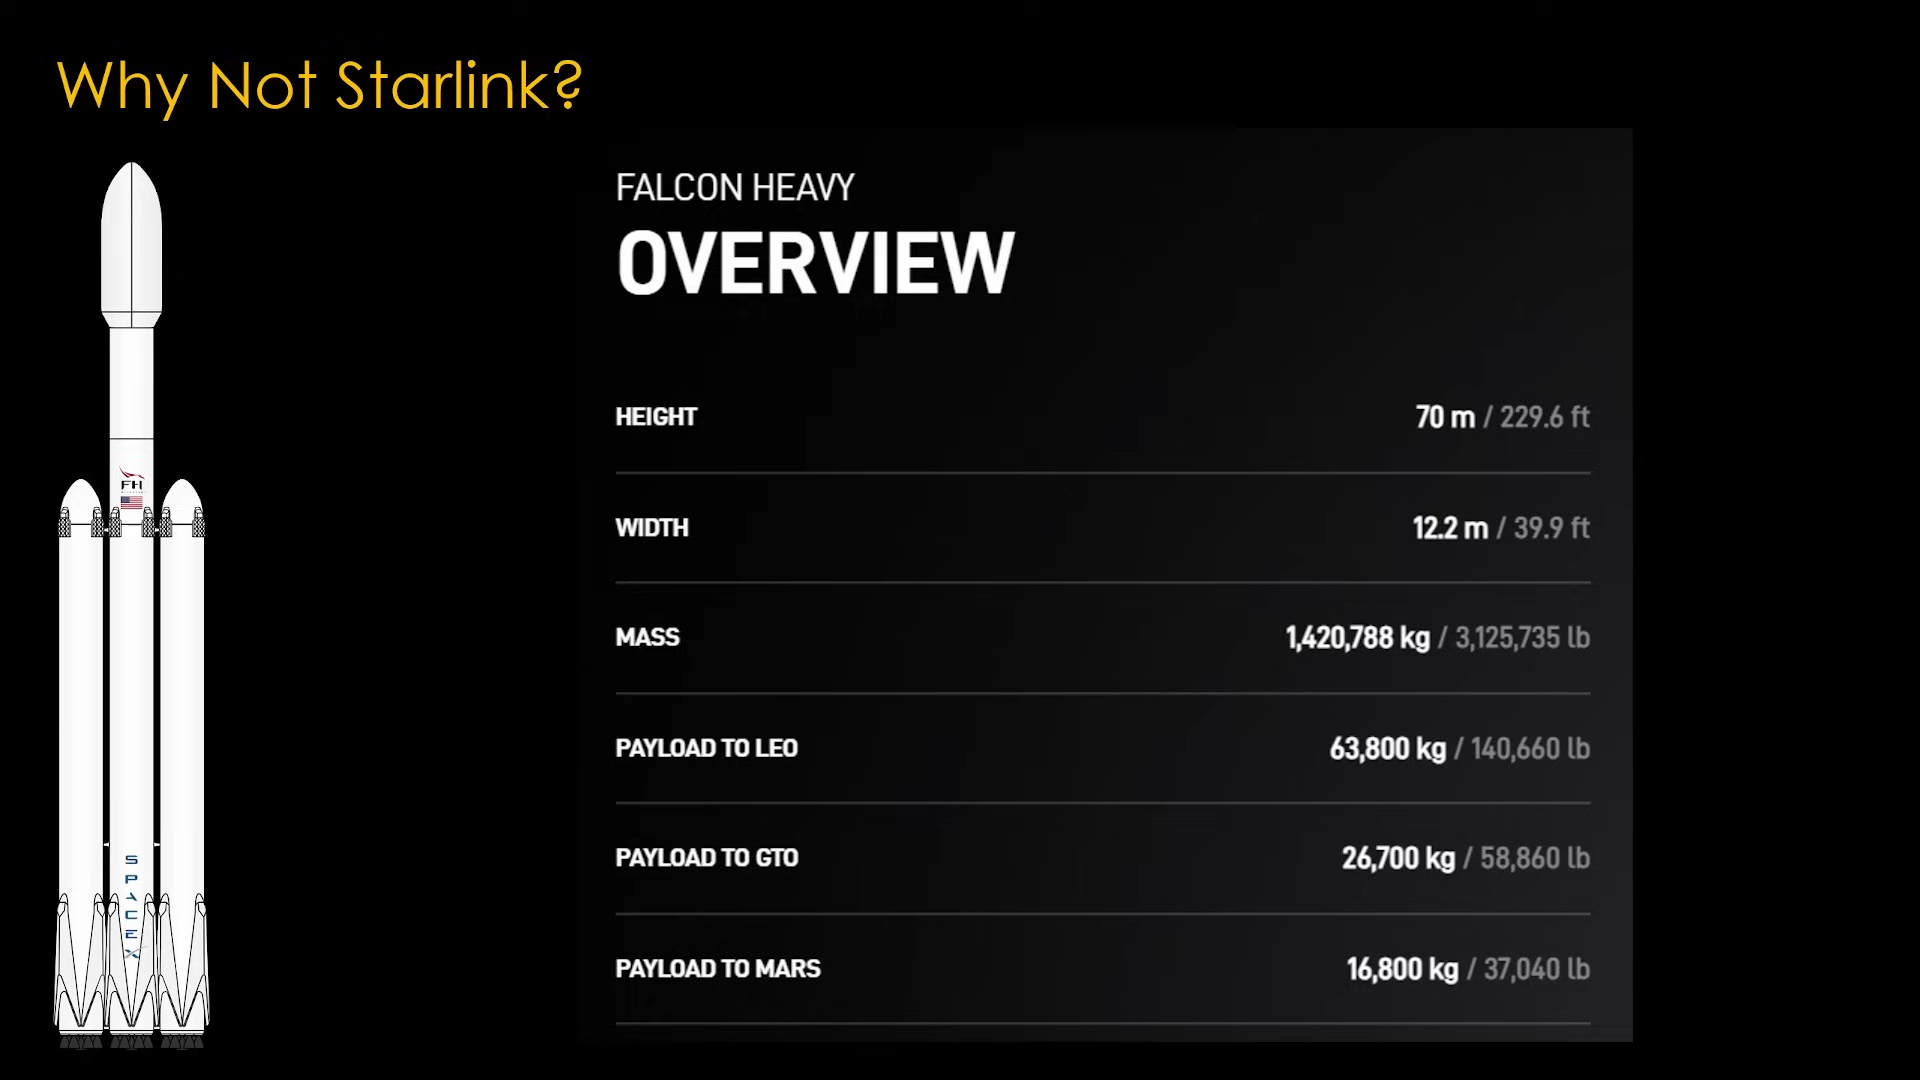 Why Not Starlink?
FALCON HEAVY
OVERVIEW
HEIGHT 70 m / 229.6 ft
WIDTH 12.2 m / 39.9 ft
MASS 1,420,788 kg / 3,125,735 lb
PAYLOAD TO LEO 63,800 kg / 140,660 lb
PAYLOAD TO GTO 26,700 kg / 58,860 lb
PAYLOAD TO MARS 16,800 kg / 37,040 lb
FH
SPACEX